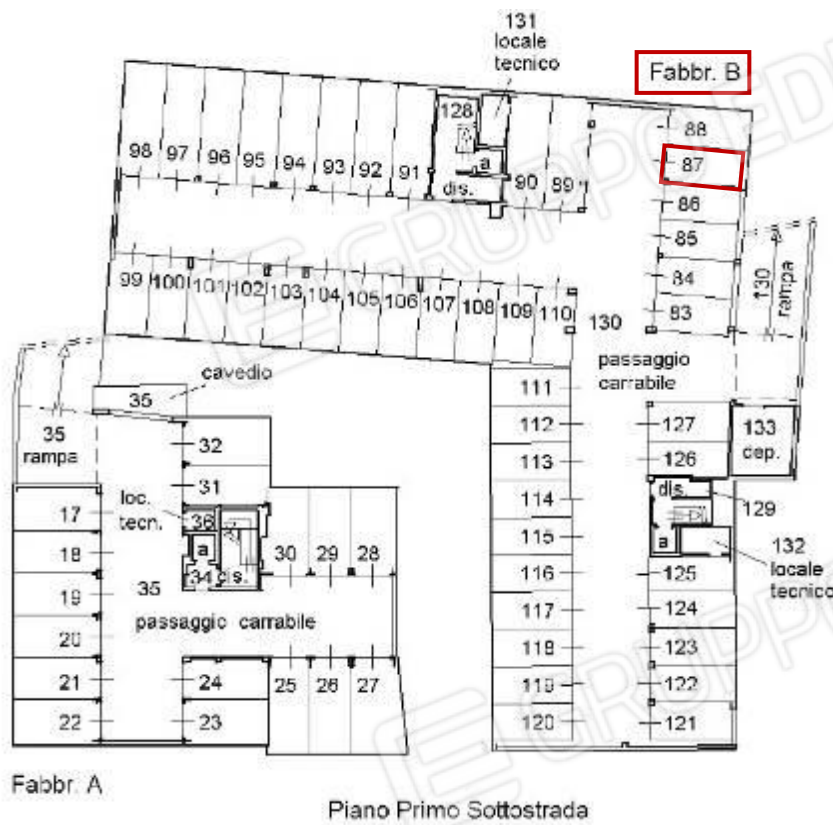 131
locale
tecnico
Fabbr. B
128
88
98 97 96 95 94 93 92 91
a
90 89
87
dis.
86
85
99 100 101 102 103 104 105 106 107 108 109 110
84
130
rampa
83
130
passaggio
carrabile
cavedio
35
111
35
rampa
32
112
127
133
dep.
113
126
31
loc.
tecn.
dis.
17
36
114
129
18
a
30 29 28
115
a
132
locale
tecnico
34 dis.
116
125
19
35
117
124
passaggio carrabile
20
118
123
21
24
25 26 27
119
122
22
23
120
121
Fabbr. A
Piano Primo Sottostrada
GRUPPO EDI
E GRUPPO
E GRUPPO